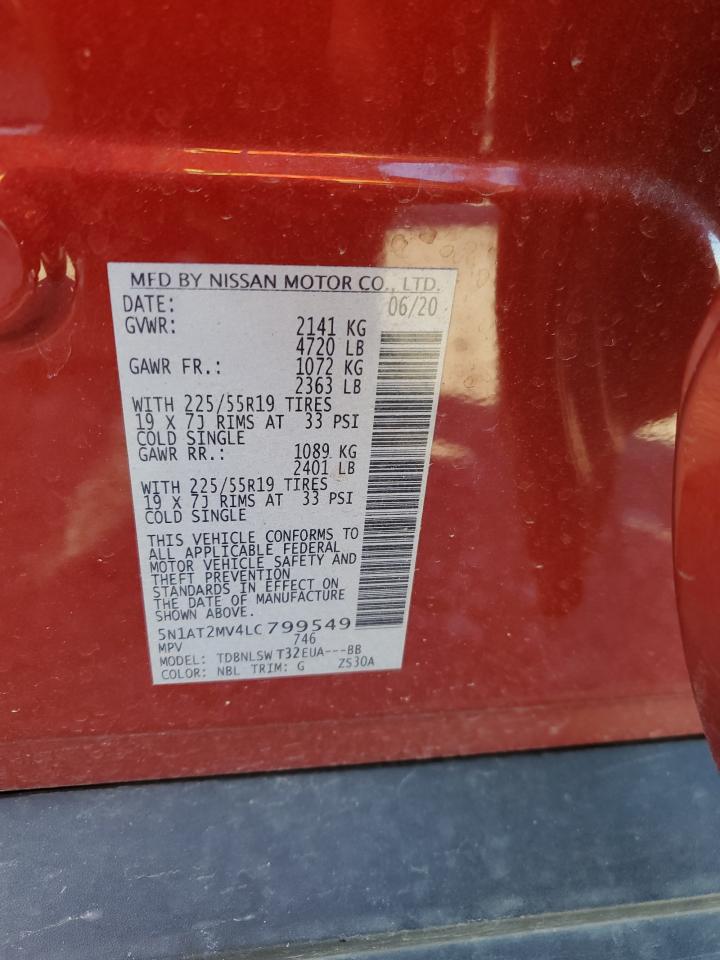 MFD BY NISSAN MOTOR CO., LTD.
DATE: 06/20
GVWR: 2141 KG
4720 LB
GAWR FR.: 1072 KG
2363 LB
WITH 225/55R19 TIRES
19 X 7J RIMS AT 33 PSI
COLD SINGLE
GAWR RR.: 1089 KG
2401 LB
WITH 225/55R19 TIRES
19 X 7J RIMS AT 33 PSI
COLD SINGLE
THIS VEHICLE CONFORMS TO
ALL APPLICABLE FEDERAL
MOTOR VEHICLE SAFETY AND
THEFT PREVENTION
STANDARDS IN EFFECT ON
THE DATE OF MANUFACTURE
SHOWN ABOVE.
5N1AT2MV4LC799549
MPV 746
MODEL: TDBNLSW T32EUA---BB
COLOR: NBL TRIM: G ZS30A